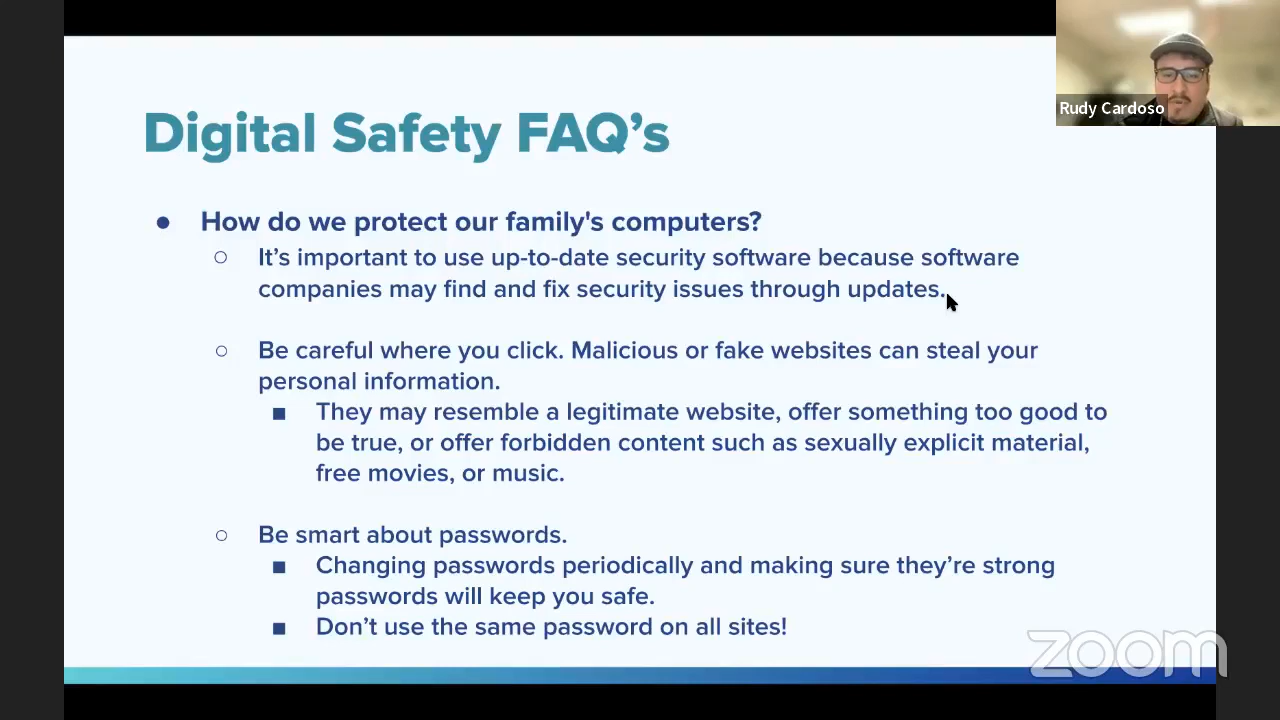 Rudy Cardoso
Digital Safety FAQ’s
● How do we protect our family's computers?
○ It’s important to use up-to-date security software because software
companies may find and fix security issues through updates.
○ Be careful where you click. Malicious or fake websites can steal your
personal information.
■ They may resemble a legitimate website, offer something too good to
be true, or offer forbidden content such as sexually explicit material,
free movies, or music.
○ Be smart about passwords.
■ Changing passwords periodically and making sure they’re strong
passwords will keep you safe.
■ Don’t use the same password on all sites!
zoom